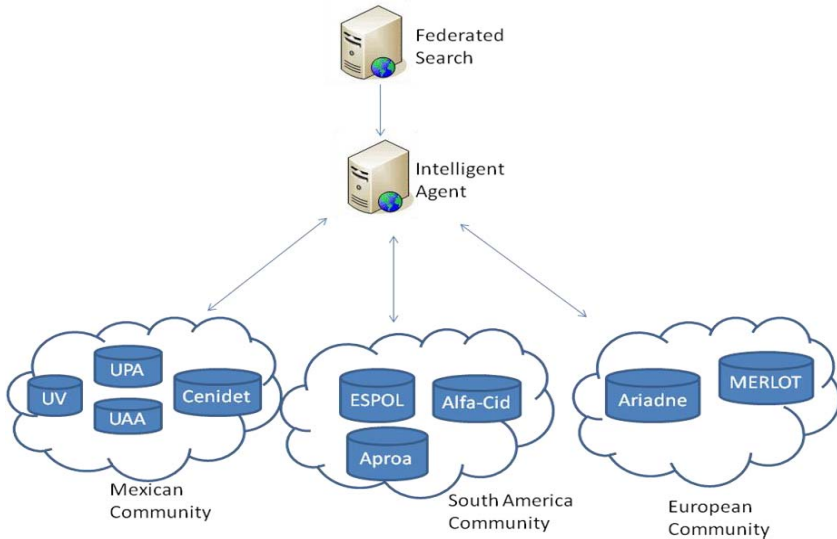 Federated
Search
Intelligent
Agent
UPA
UV
UAA
Cenidet
Mexican
Community
ESPOL
Alfa-Cid
Aproa
South America
Community
Ariadne
MERLOT
European
Community